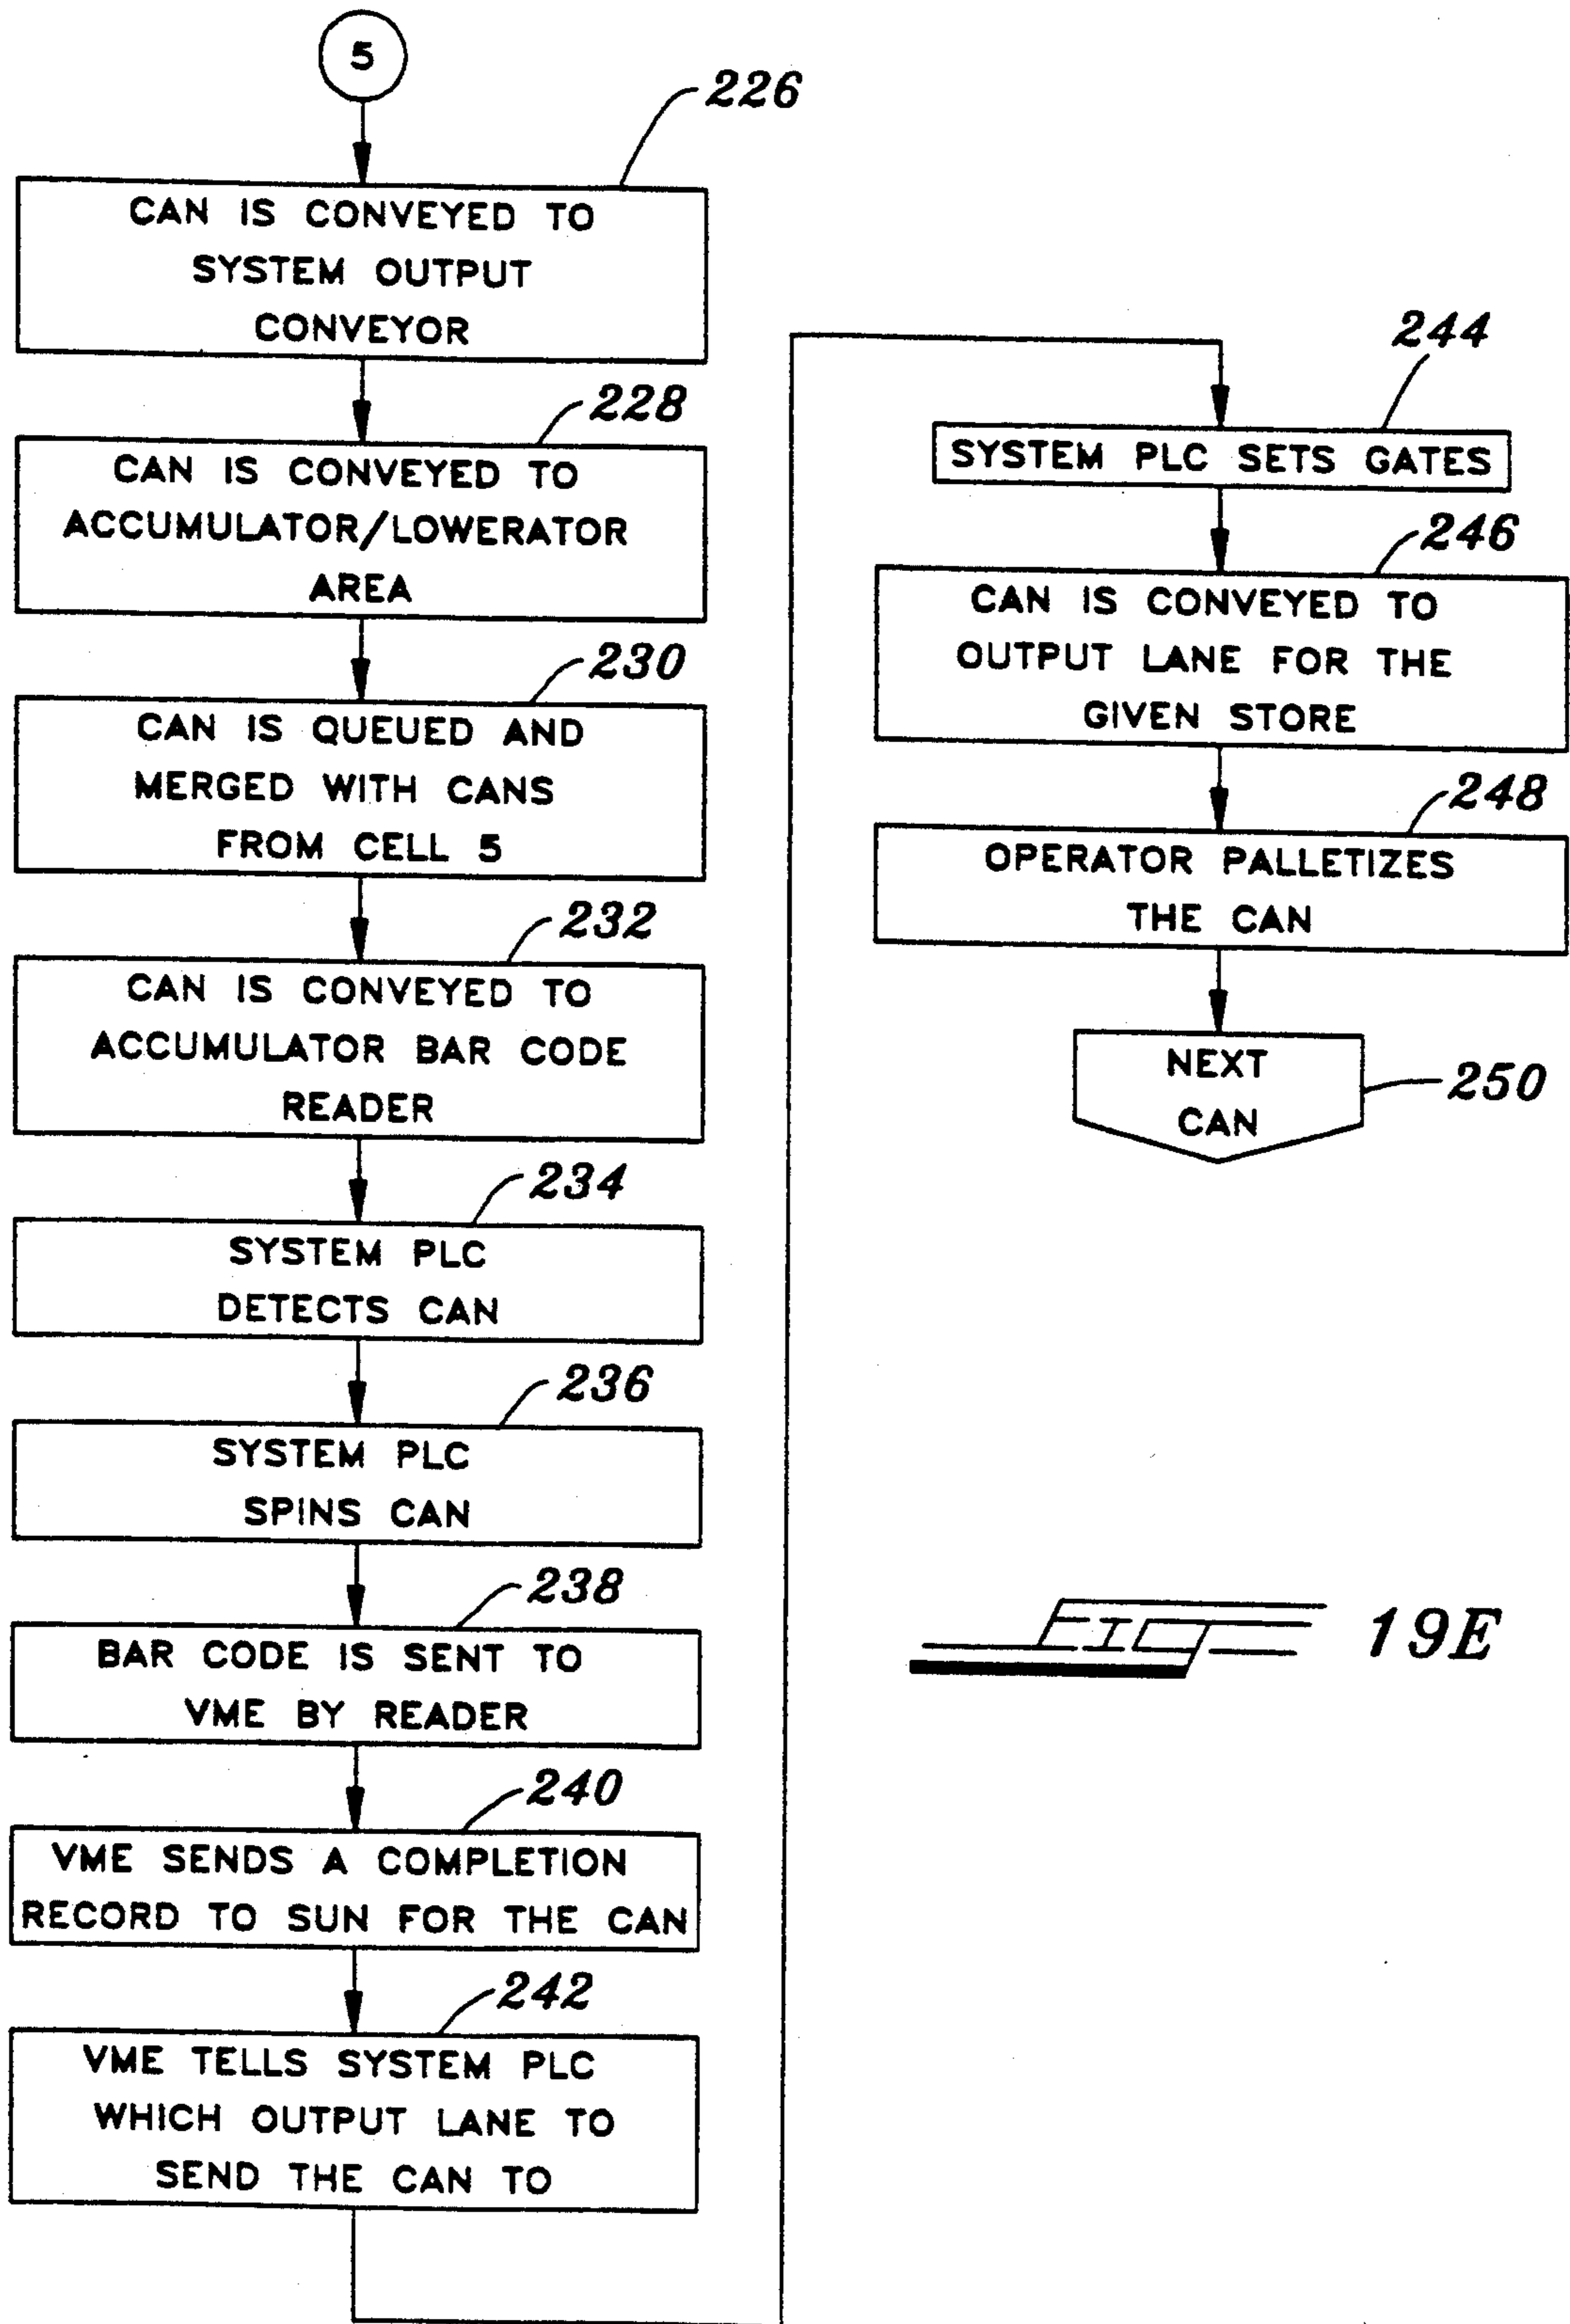 5
226
CAN IS CONVEYED TO
SYSTEM OUTPUT
CONVEYOR
228
CAN IS CONVEYED TO
ACCUMULATOR/LOWERATOR
AREA
230
CAN IS QUEUED AND
MERGED WITH CANS
FROM CELL 5
232
CAN IS CONVEYED TO
ACCUMULATOR BAR CODE
READER
234
SYSTEM PLC
DETECTS CAN
236
SYSTEM PLC
SPINS CAN
238
BAR CODE IS SENT TO
VME BY READER
240
VME SENDS A COMPLETION
RECORD TO SUN FOR THE CAN
242
VME TELLS SYSTEM PLC
WHICH OUTPUT LANE TO
SEND THE CAN TO
244
SYSTEM PLC SETS GATES
246
CAN IS CONVEYED TO
OUTPUT LANE FOR THE
GIVEN STORE
248
OPERATOR PALLETIZES
THE CAN
NEXT
CAN
250
FIG 19E